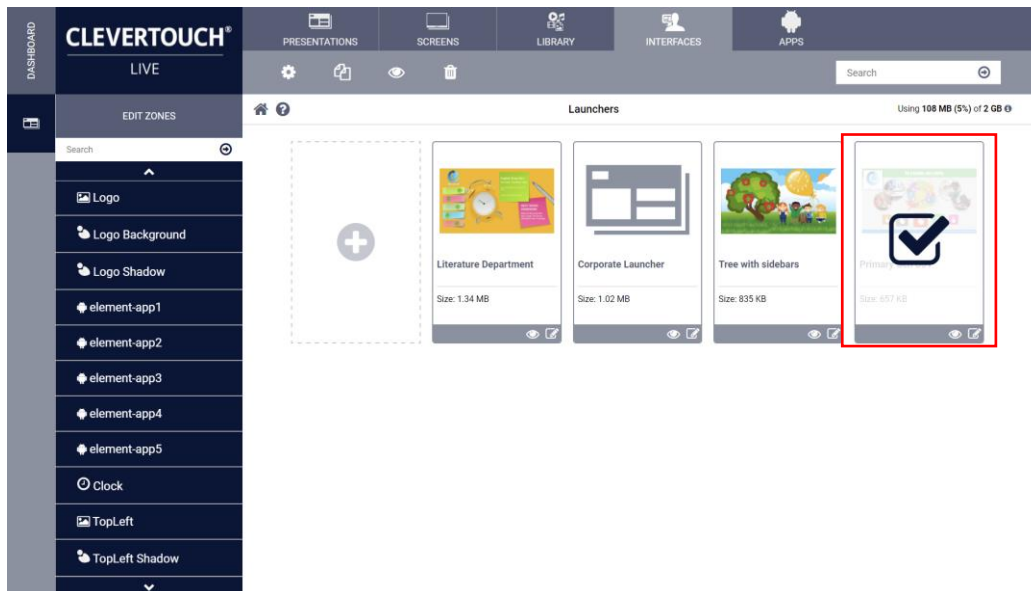 DASHBOARD
CLEVERTOUCH®
LIVE
PRESENTATIONS
SCREENS
LIBRARY
INTERFACES
APPS
Search
EDIT ZONES
Launchers
Using 108 MB (5%) of 2 GB
Search
Logo
Logo Background
Logo Shadow
element-app1
element-app2
element-app3
element-app4
element-app5
Clock
TopLeft
TopLeft Shadow
Literature Department
Size: 1.34 MB
Corporate Launcher
Size: 1.02 MB
Tree with sidebars
Size: 835 KB
Primary
Size: 657 KB